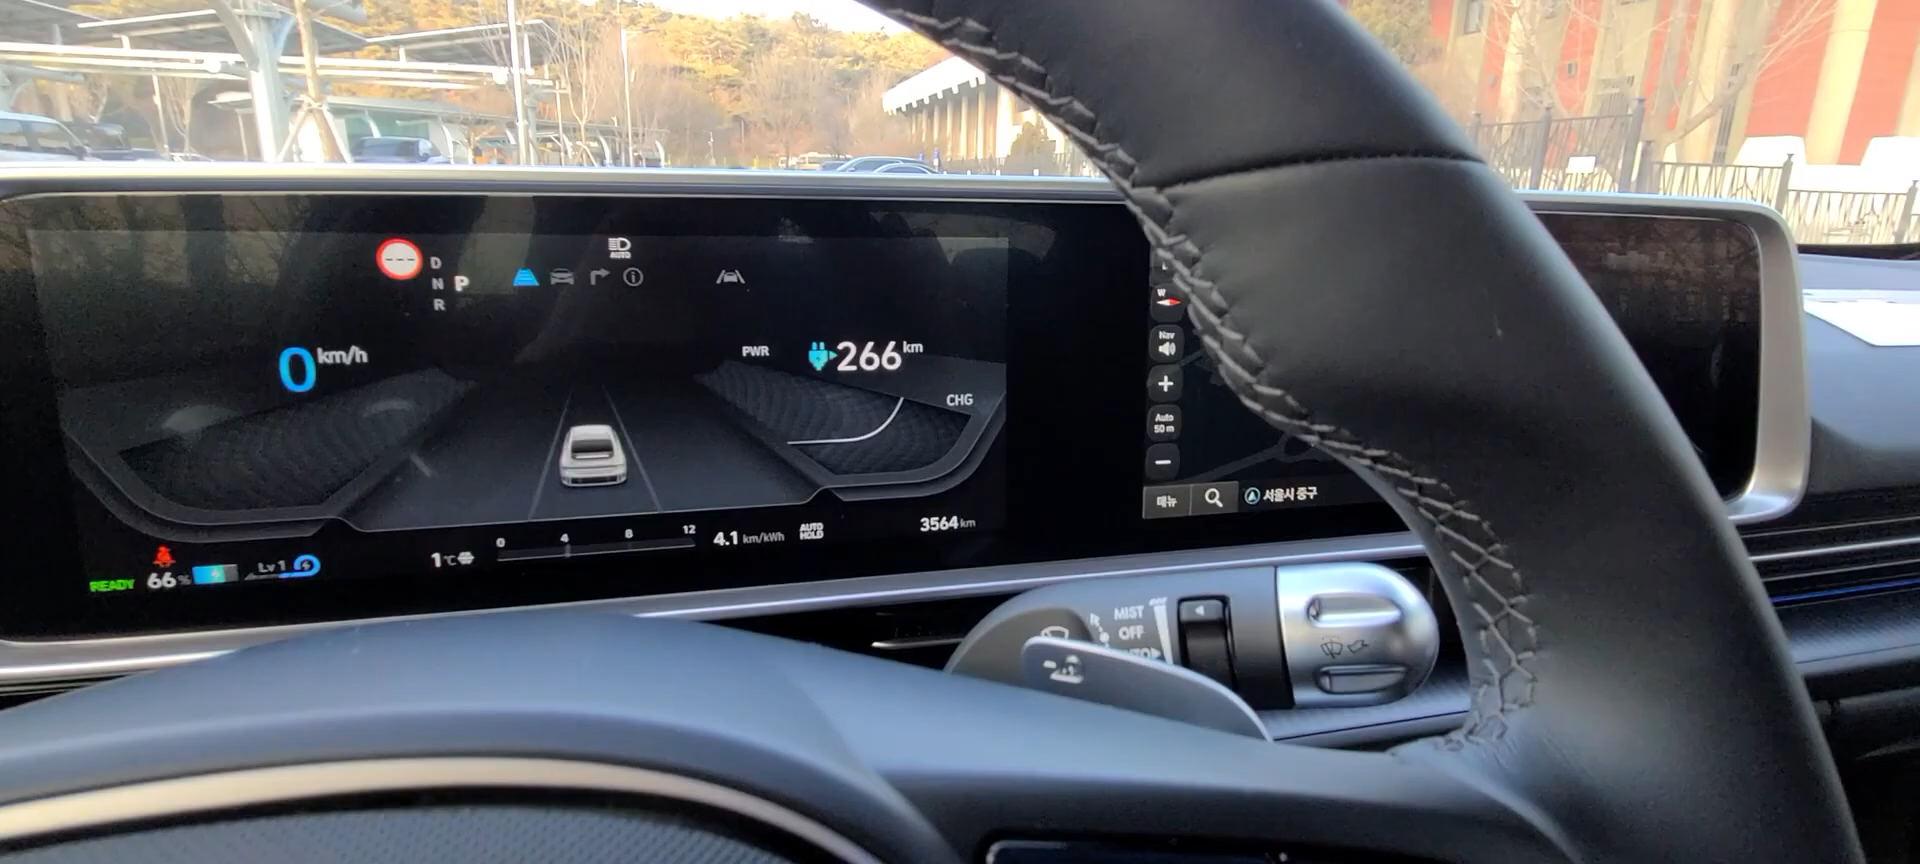 AUTO
D
N P
R
0 km/h
PWR
266 km
CHG
W
Nav
+
Auto
50 m
-
메뉴
서울시 중구
0 4 8 12
3564 km
READY 66 %
Lv 1
1 °C
4.1 km/kWh
AUTO
HOLD
MIST
OFF